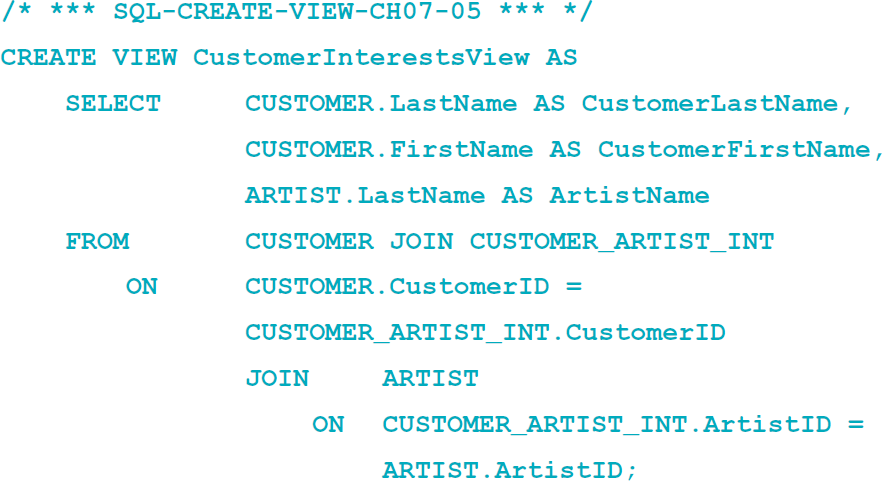 /* *** SQL-CREATE-VIEW-CH07-05 *** */
CREATE VIEW CustomerInterestsView AS
SELECT CUSTOMER.LastName AS CustomerLastName,
CUSTOMER.FirstName AS CustomerFirstName,
ARTIST.LastName AS ArtistName
FROM CUSTOMER JOIN CUSTOMER_ARTIST_INT
ON CUSTOMER.CustomerID =
CUSTOMER_ARTIST_INT.CustomerID
JOIN ARTIST
ON CUSTOMER_ARTIST_INT.ArtistID =
ARTIST.ArtistID;